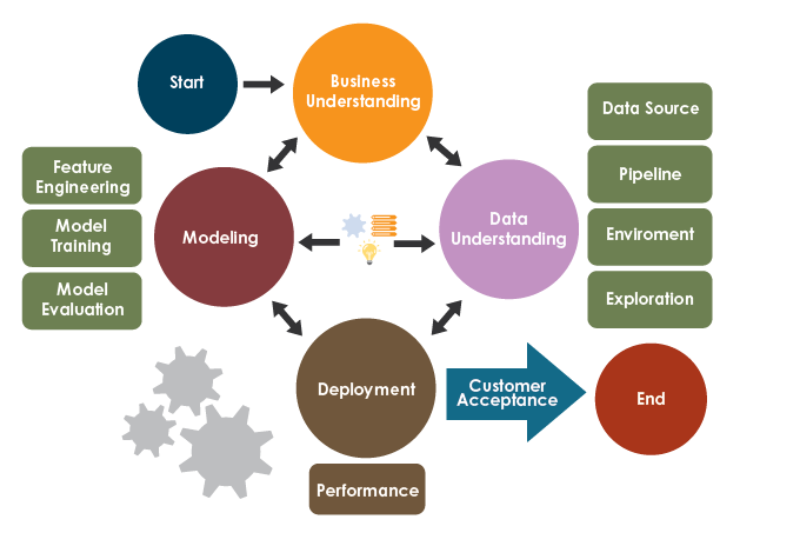 Start
Business
Understanding
Data Source
Pipeline
Enviroment
Exploration
Feature
Engineering
Model
Training
Model
Evaluation
Modeling
Data
Understanding
Deployment
Customer
Acceptance
End
Performance